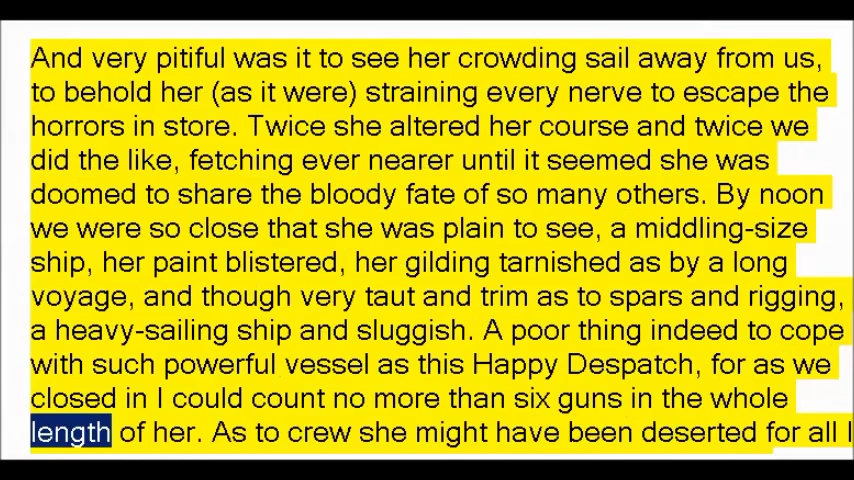 And very pitiful was it to see her crowding sail away from us,
to behold her (as it were) straining every nerve to escape the
horrors in store. Twice she altered her course and twice we
did the like, fetching ever nearer until it seemed she was
doomed to share the bloody fate of so many others. By noon
we were so close that she was plain to see, a middling-size
ship, her paint blistered, her gilding tarnished as by a long
voyage, and though very taut and trim as to spars and rigging,
a heavy-sailing ship and sluggish. A poor thing indeed to cope
with such powerful vessel as this Happy Despatch, for as we
closed in I could count no more than six guns in the whole
length of her. As to crew she might have been deserted for all I